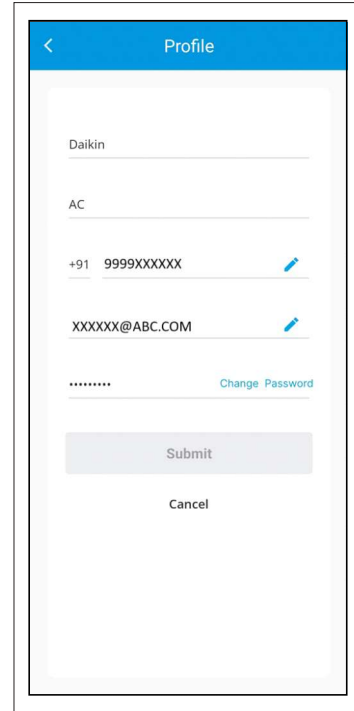 Profile
Daikin
AC
+91 9999XXXXXX
XXXXXX@ABC.COM
•••••••••
Change Password
Submit
Cancel